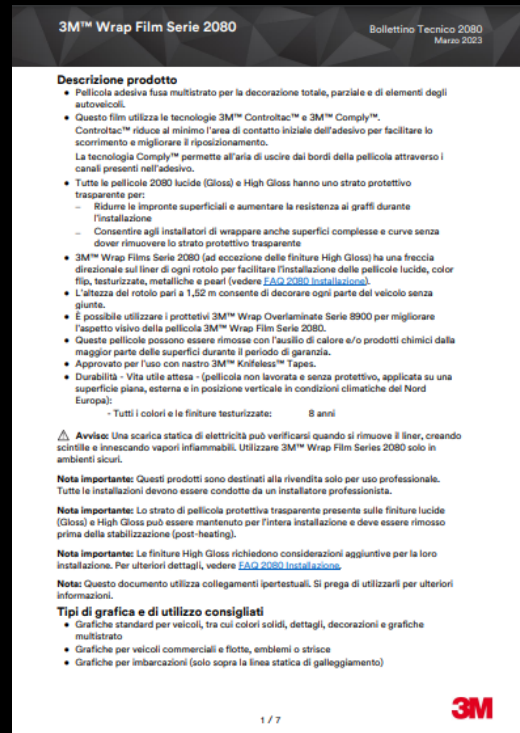 3M™ Wrap Film Serie 2080
Bollettino Tecnico 2080
Marzo 2023
Descrizione prodotto
● Pellicola adesiva fusa multistrato per la decorazione totale, parziale e di elementi degli
autoveicoli.
● Questo film utilizza le tecnologie 3M™ Controltac™ e 3M™ Comply™.
Controltac™ riduce al minimo l'area di contatto iniziale dell'adesivo per facilitare lo
scorrimento e migliorare il riposizionamento.
La tecnologia Comply™ permette all'aria di uscire dai bordi della pellicola attraverso i
canali presenti nell'adesivo.
● Tutte le pellicole 2080 lucide (Gloss) e High Gloss hanno uno strato protettivo
trasparente per:
– Ridurre le impronte superficiali e aumentare la resistenza ai graffi durante
l'installazione
– Consentire agli installatori di wrappare anche superfici complesse e curve senza
dover rimuovere lo strato protettivo trasparente
● 3M™ Wrap Films Serie 2080 (ad eccezione delle finiture High Gloss) ha una freccia
direzionale sul liner di ogni rotolo per facilitare l'installazione delle pellicole lucide, color
flip, testurizzate, metalliche e pearl (vedere FAQ 2080 Installazione).
● L'altezza del rotolo pari a 1,52 m consente di decorare ogni parte del veicolo senza
giunte.
● È possibile utilizzare i protettivi 3M™ Wrap Overlaminate Serie 8900 per migliorare
l'aspetto visivo della pellicola 3M™ Wrap Film Serie 2080.
● Queste pellicole possono essere rimosse con l'ausilio di calore e/o prodotti chimici dalla
maggior parte delle superfici durante il periodo di garanzia.
● Approvato per l'uso con nastro 3M™ Knifeless™ Tapes.
● Durabilità - Vita utile attesa - (pellicola non lavorata e senza protettivo, applicata su una
superficie piana, esterna e in posizione verticale in condizioni climatiche del Nord
Europa):
- Tutti i colori e le finiture testurizzate: 8 anni
⚠ Avviso: Una scarica statica di elettricità può verificarsi quando si rimuove il liner, creando
scintille e innescando vapori infiammabili. Utilizzare 3M™ Wrap Film Series 2080 solo in
ambienti sicuri.
Nota importante: Questi prodotti sono destinati alla rivendita solo per uso professionale.
Tutte le installazioni devono essere condotte da un installatore professionista.
Nota importante: Lo strato di pellicola protettiva trasparente presente sulle finiture lucide
(Gloss) e High Gloss può essere mantenuto per l'intera installazione e deve essere rimosso
prima della stabilizzazione (post-heating).
Nota importante: Le finiture High Gloss richiedono considerazioni aggiuntive per la loro
installazione. Per ulteriori dettagli, vedere FAQ 2080 Installazione.
Nota: Questo documento utilizza collegamenti ipertestuali. Si prega di utilizzarli per ulteriori
informazioni.
Tipi di grafica e di utilizzo consigliati
● Grafiche standard per veicoli, tra cui colori solidi, dettagli, decorazioni e grafiche
multistrato
● Grafiche per veicoli commerciali e flotte, emblemi o strisce
● Grafiche per imbarcazioni (solo sopra la linea statica di galleggiamento)
1 / 7
3M